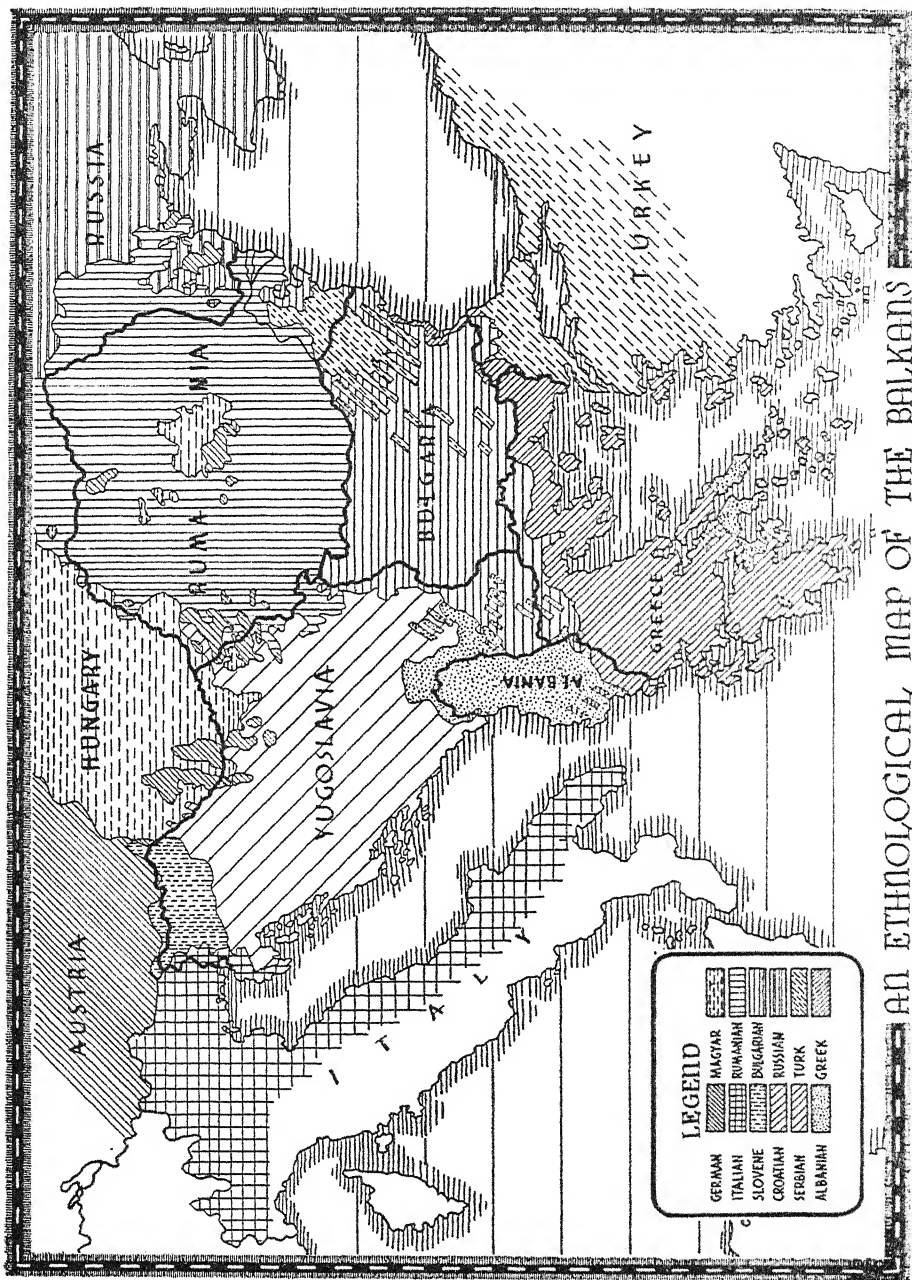 AUSTRIA
HUNGARY
RUSSIA
RUMANIA
YUGOSLAVIA
BULGARIA
ITALY
ALBANIA
GREECE
TURKEY
LEGEND
GERMAN MAGYAR
ITALIAN RUMANIAN
SLOVENE BULGARIAN
CROATIAN RUSSIAN
SERBIAN TURK
ALBANIAN GREEK
AN ETHNOLOGICAL MAP OF THE BALKANS